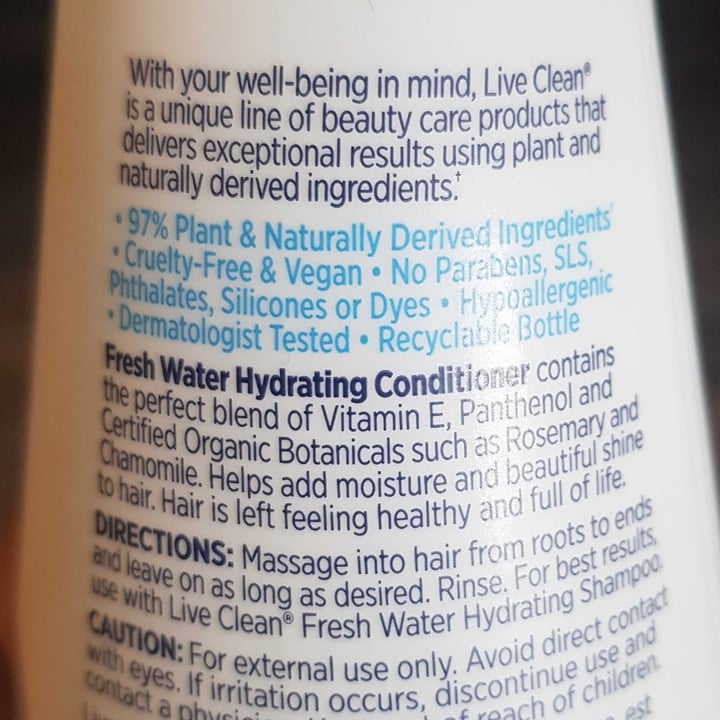 With your well-being in mind, Live Clean®
is a unique line of beauty care products that
delivers exceptional results using plant and
naturally derived ingredients.†
• 97% Plant & Naturally Derived Ingredients†
• Cruelty-Free & Vegan • No Parabens, SLS,
Phthalates, Silicones or Dyes • Hypoallergenic
• Dermatologist Tested • Recyclable Bottle
Fresh Water Hydrating Conditioner contains
the perfect blend of Vitamin E, Panthenol and
Certified Organic Botanicals such as Rosemary and
Chamomile. Helps add moisture and beautiful shine
to hair. Hair is left feeling healthy and full of life.
DIRECTIONS: Massage into hair from roots to ends
and leave on as long as desired. Rinse. For best results,
use with Live Clean® Fresh Water Hydrating Shampoo.
CAUTION: For external use only. Avoid direct contact
with eyes. If irritation occurs, discontinue use and
contact a of reach of children.